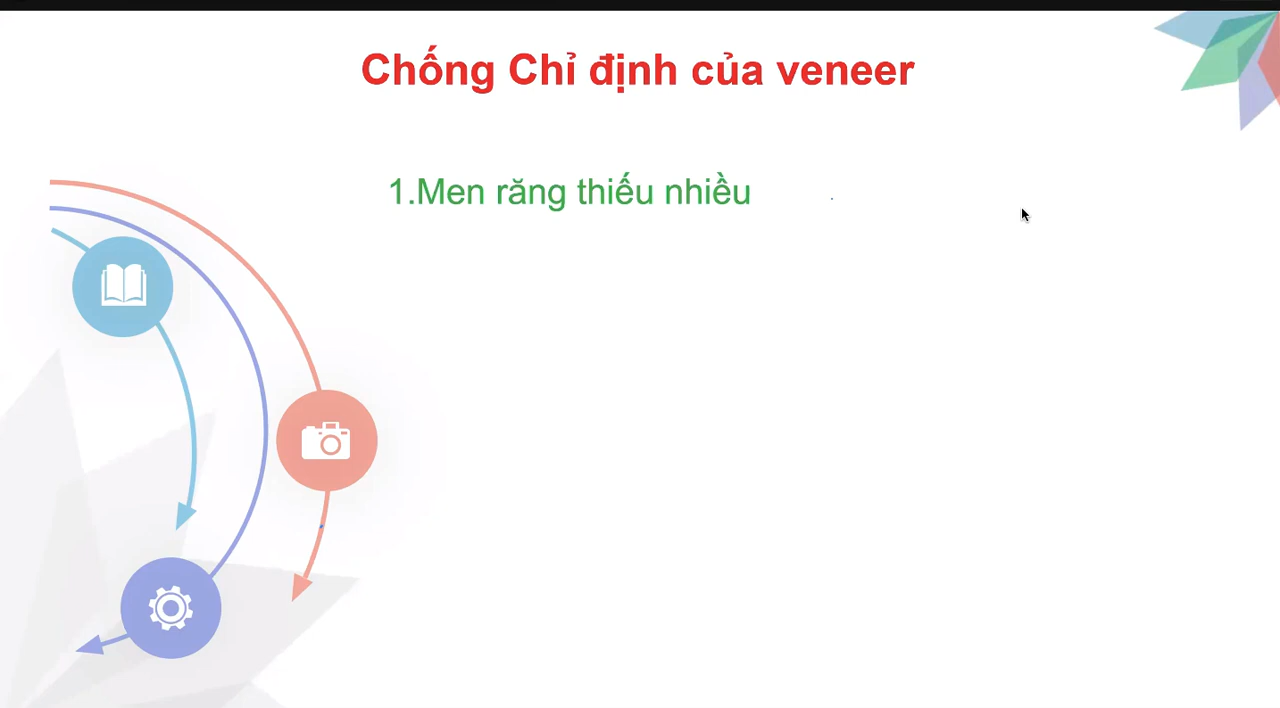 Chống Chỉ định của veneer
1.Men răng thiếu nhiều